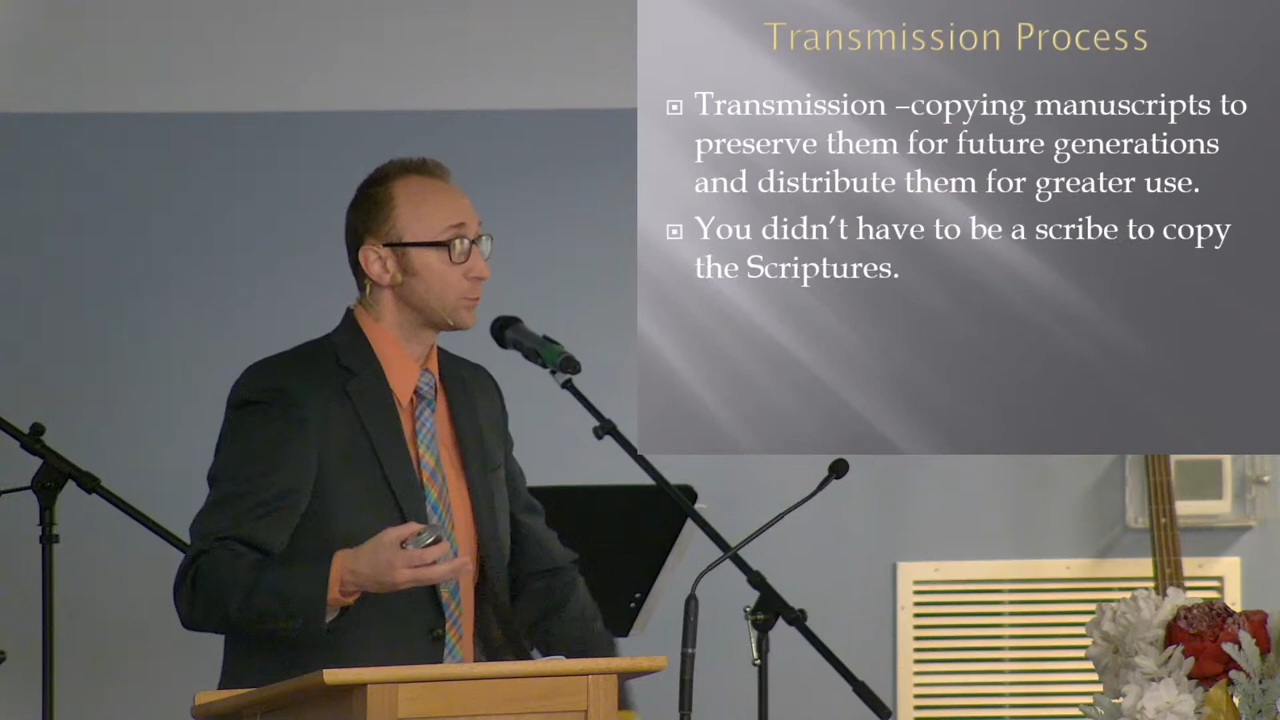 Transmission Process
Transmission –copying manuscripts to
preserve them for future generations
and distribute them for greater use.
You didn't have to be a scribe to copy
the Scriptures.